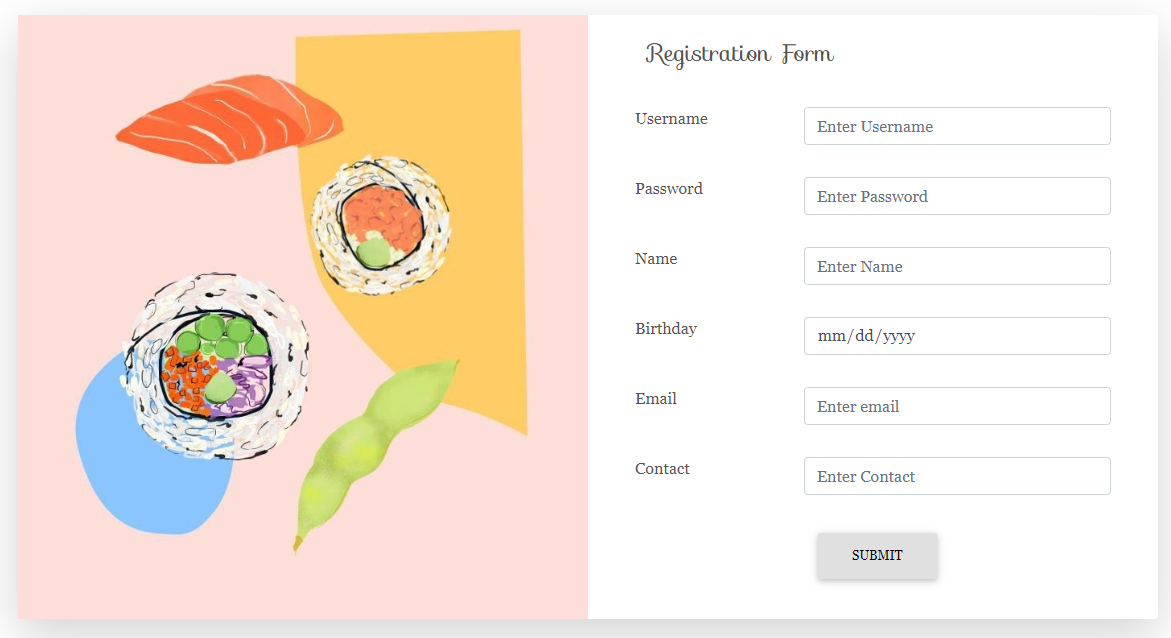 Registration Form
Username
Enter Username
Password
Enter Password
Name
Enter Name
Birthday
mm/dd/yyyy
Email
Enter email
Contact
Enter Contact
SUBMIT